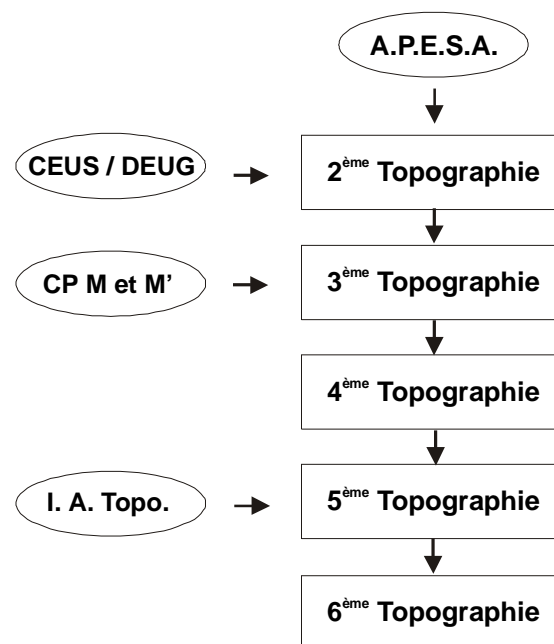 A.P.E.S.A.
CEUS / DEUG
2ème Topographie
CP M et M’
3ème Topographie
4ème Topographie
I. A. Topo.
5ème Topographie
6ème Topographie